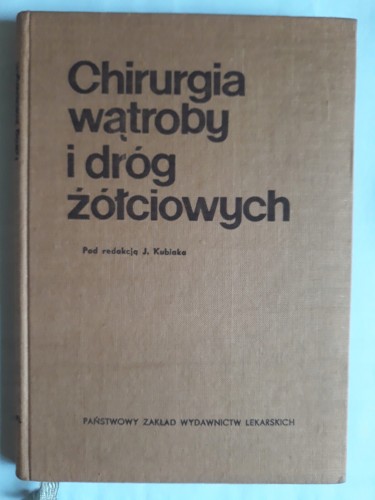 Chirurgia
wątroby
i dróg
żółciowych
Pod redakcją J. Kubiaka
PAŃSTWOWY ZAKŁAD WYDAWNICTW LEKARSKICH